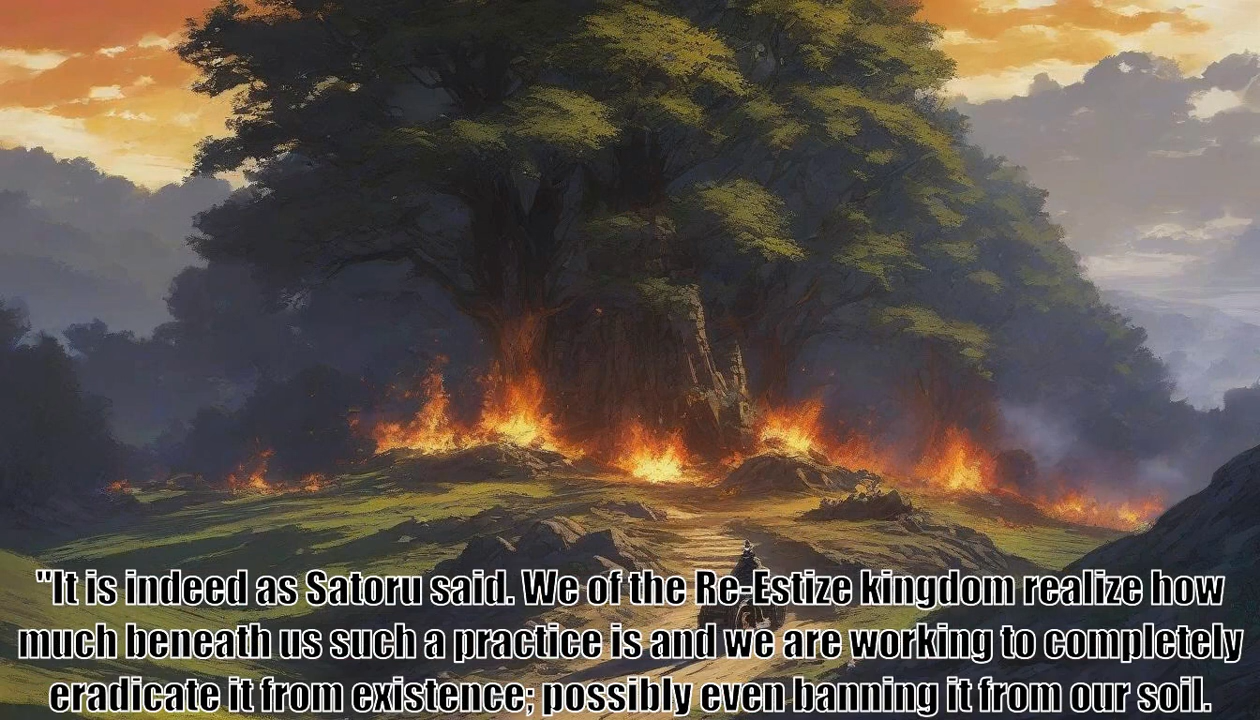 "It is indeed as Satoru said. We of the Re-Estize kingdom realize how
much beneath us such a practice is and we are working to completely
eradicate it from existence; possibly even banning it from our soil.